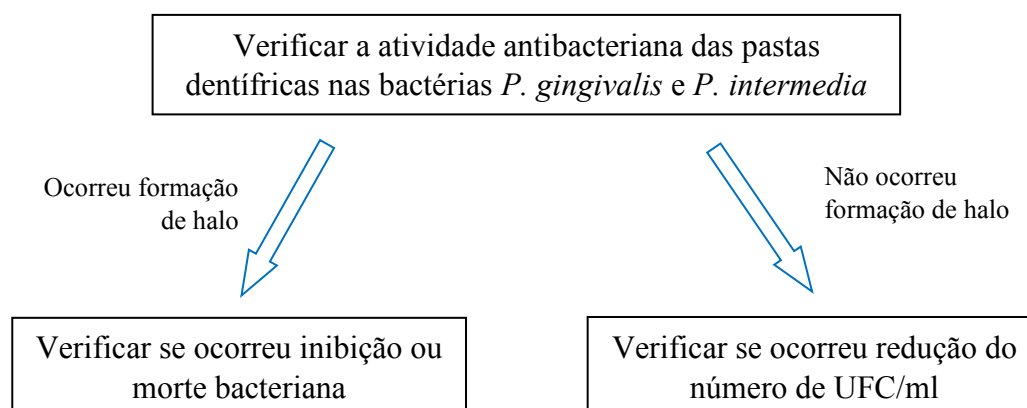 Verificar a atividade antibacteriana das pastas
dentífricas nas bactérias P. gingivalis e P. intermedia
Ocorreu formação
de halo
Não ocorreu
formação de halo
Verificar se ocorreu inibição ou
morte bacteriana
Verificar se ocorreu redução do
número de UFC/ml